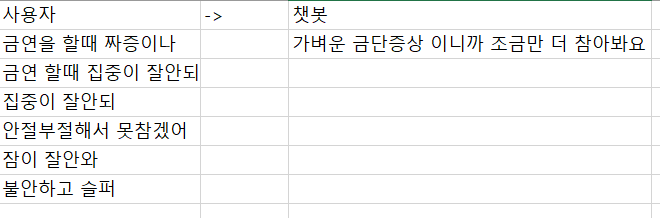 사용자 -> 챗봇
금연을 할때 짜증이나 가벼운 금단증상 이니까 조금만 더 참아봐요
금연 할때 집중이 잘안되
집중이 잘안되
안절부절해서 못참겠어
잠이 잘안와
불안하고 슬퍼